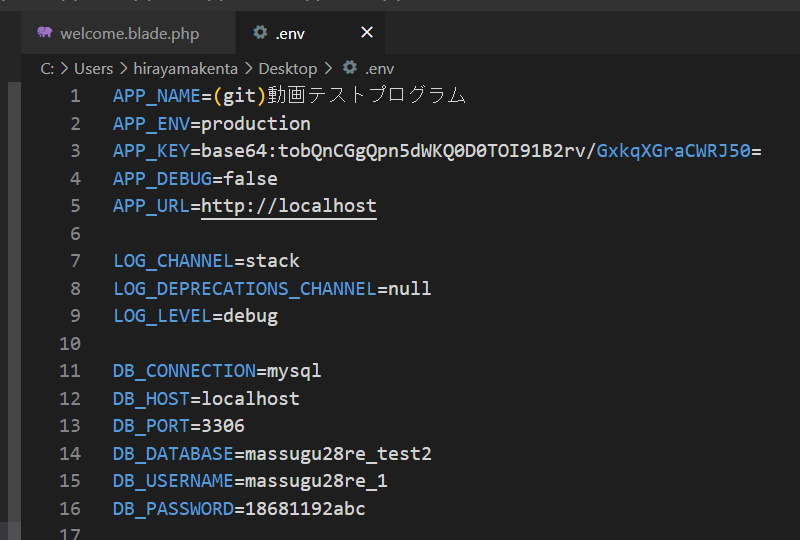 welcome.blade.php .env ×
C: > Users > hirayamakenta > Desktop > .env
1 APP_NAME=(git)動画テストプログラム
2 APP_ENV=production
3 APP_KEY=base64:tobQnCGgQpn5dWKQ0D0TOI91B2rv/GxkqXGraCWRJ50=
4 APP_DEBUG=false
5 APP_URL=http://localhost
6
7 LOG_CHANNEL=stack
8 LOG_DEPRECATIONS_CHANNEL=null
9 LOG_LEVEL=debug
10
11 DB_CONNECTION=mysql
12 DB_HOST=localhost
13 DB_PORT=3306
14 DB_DATABASE=massugu28re_test2
15 DB_USERNAME=massugu28re_1
16 DB_PASSWORD=18681192abc
17